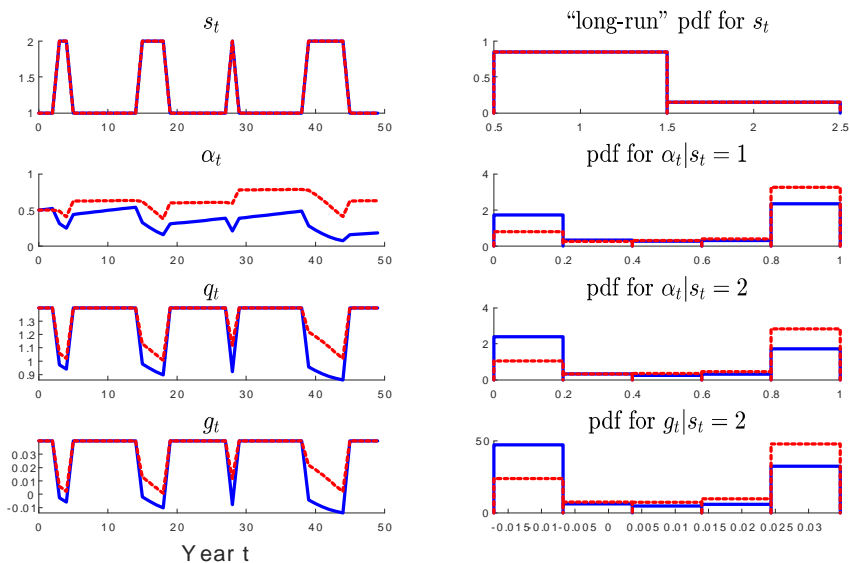 s_t
“long-run” pdf for s_t
2
1.5
1
0 10 20 30 40 50
1
0.5
0
0.5 1 1.5 2 2.5
α_t
pdf for α_t|s_t = 1
1
0.5
0
0 10 20 30 40 50
4
2
0
0 0.2 0.4 0.6 0.8 1
q_t
pdf for α_t|s_t = 2
1.3
1.2
1.1
1
0.9
0 10 20 30 40 50
4
2
0
0 0.2 0.4 0.6 0.8 1
g_t
pdf for g_t|s_t = 2
0.03
0.02
0.01
0
-0.01
0 10 20 30 40 50
50
0
-0.015 -0.01 -0.005 0 0.005 0.01 0.015 0.02 0.025 0.03
Year t